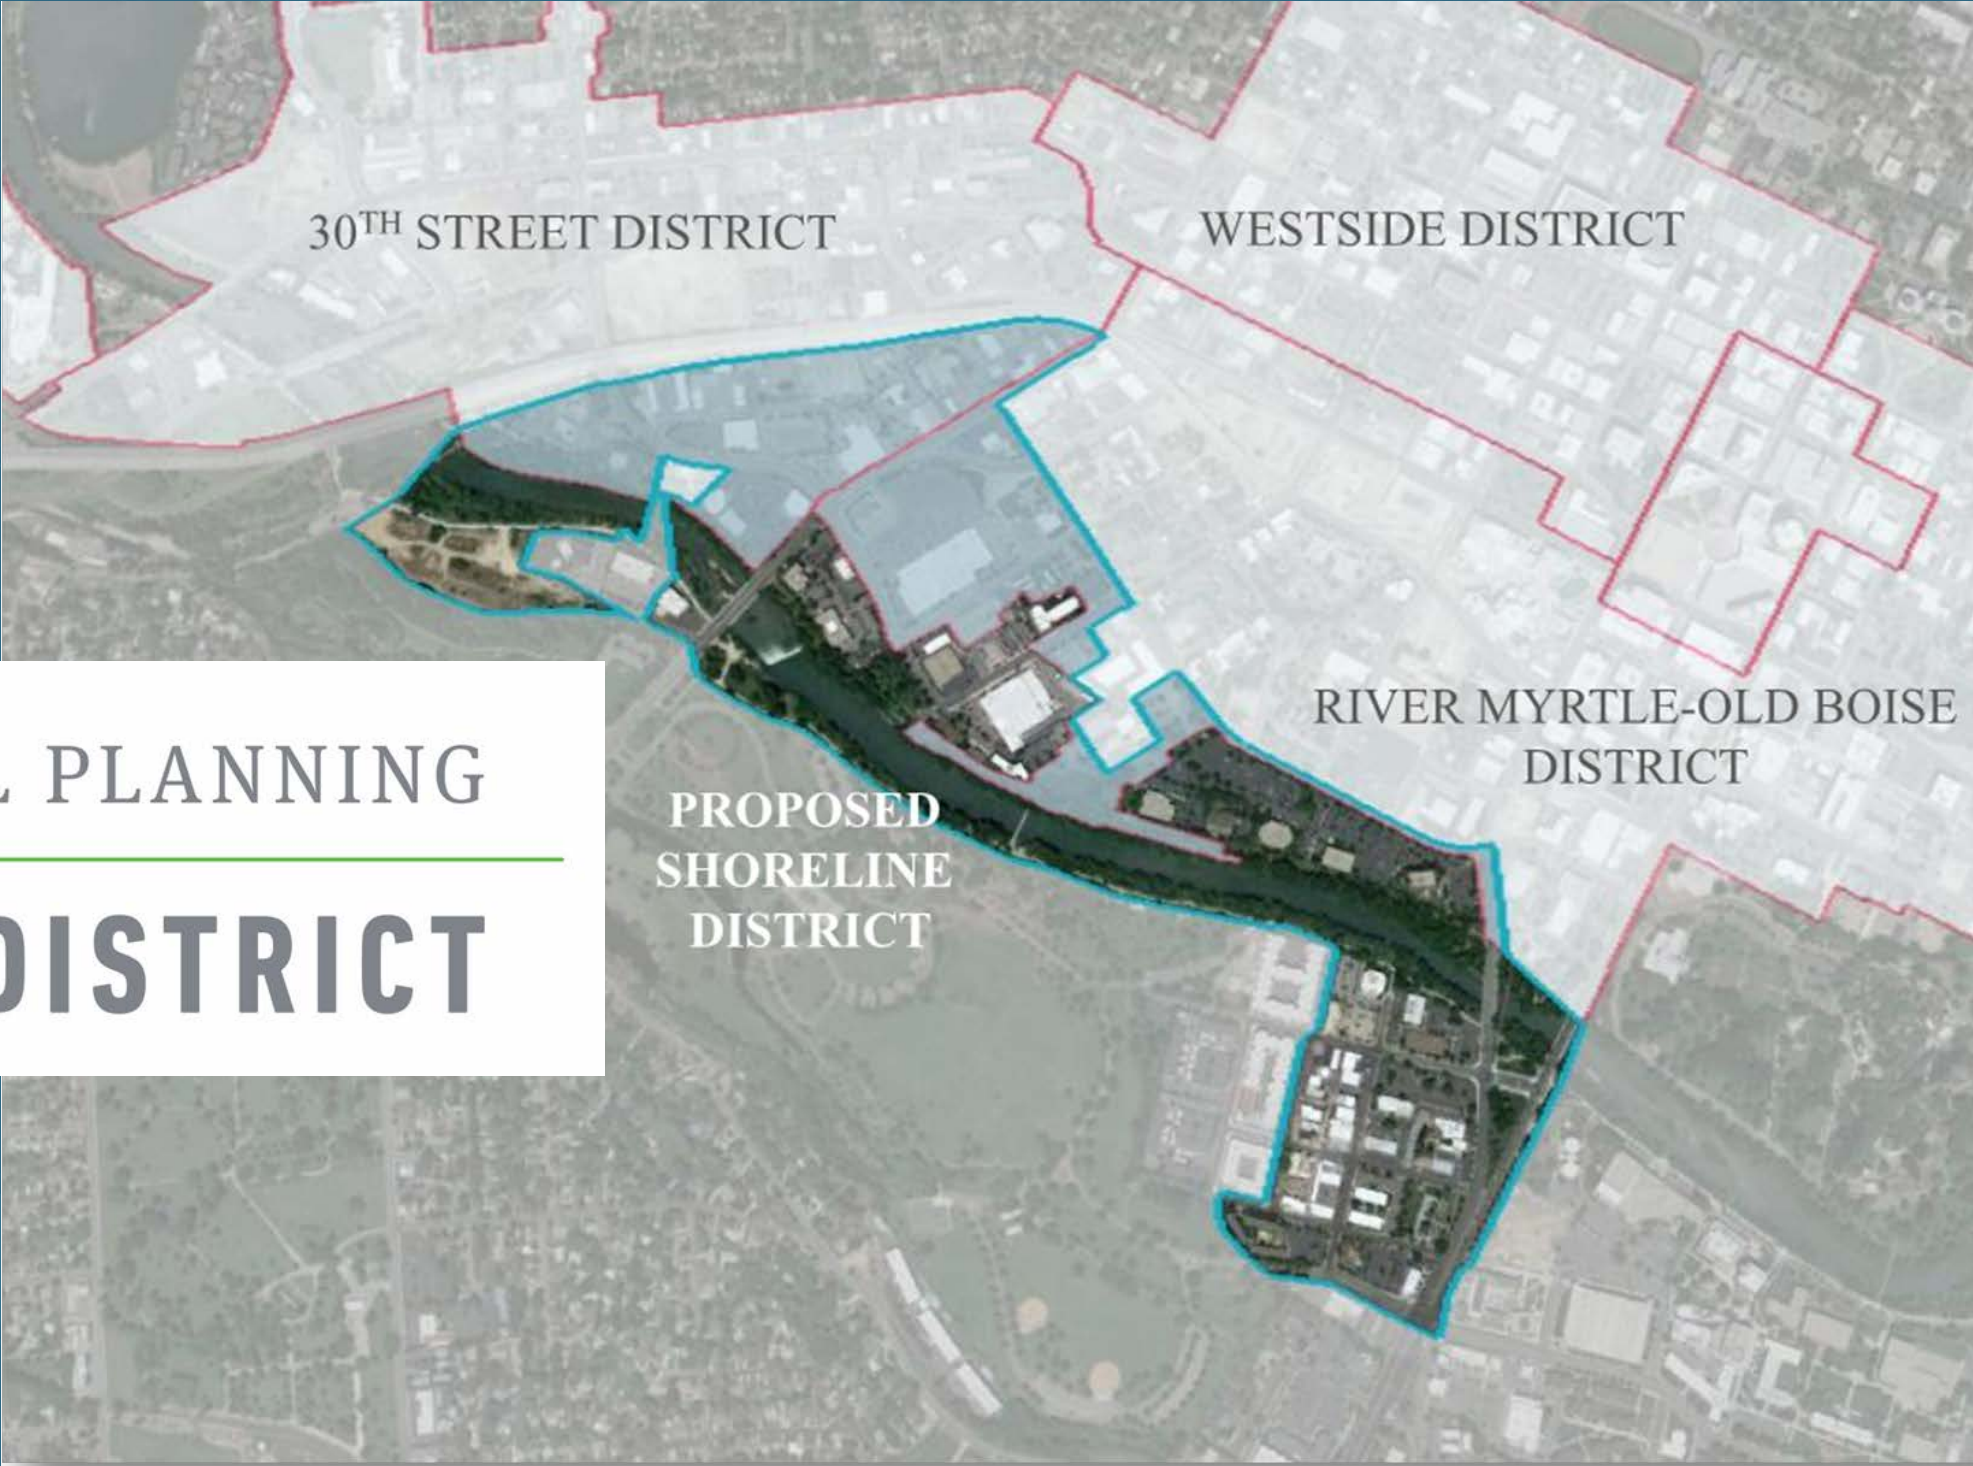 30TH STREET DISTRICT
WESTSIDE DISTRICT
RIVER MYRTLE-OLD BOISE
DISTRICT
PLANNING
DISTRICT
PROPOSED
SHORELINE
DISTRICT